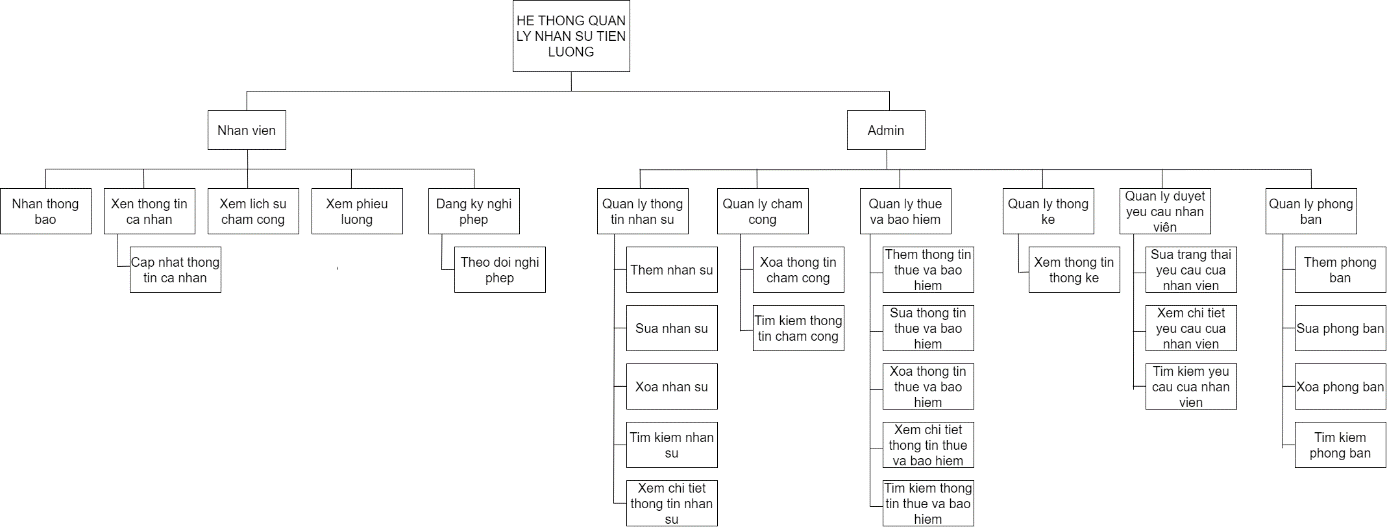 HE THONG QUAN
LY NHAN SU TIEN
LUONG
Nhan vien
Admin
Nhan thong
bao
Xen thong tin
ca nhan
Xem lich su
cham cong
Xem phieu
luong
Dang ky nghi
phep
Quan ly thong
tin nhan su
Quan ly cham
cong
Quan ly thue
va bao hiem
Quan ly thong
ke
Quan ly duyet
yeu cau nhan
viên
Quan ly phong
ban
Cap nhat thong
tin ca nhan
Theo doi nghi
phep
Them nhan su
Sua nhan su
Xoa nhan su
Tim kiem nhan
su
Xem chi tiet
thong tin nhan
su
Xoa thong tin
cham cong
Tim kiem thong
tin cham cong
Them thong tin
thue va bao
hiem
Sua thong tin
thue va bao
hiem
Xoa thong tin
thue va bao
hiem
Xem chi tiet
thong tin thue
va bao hiem
Tim kiem thong
tin thue va bao
hiem
Xem thong tin
thong ke
Sua trang thai
yeu cau cua
nhan vien
Xem chi tiet
yeu cau cua
nhan vien
Tim kiem yeu
cau cua nhan
vien
Them phong
ban
Sua phong ban
Xoa phong ban
Tim kiem
phong ban